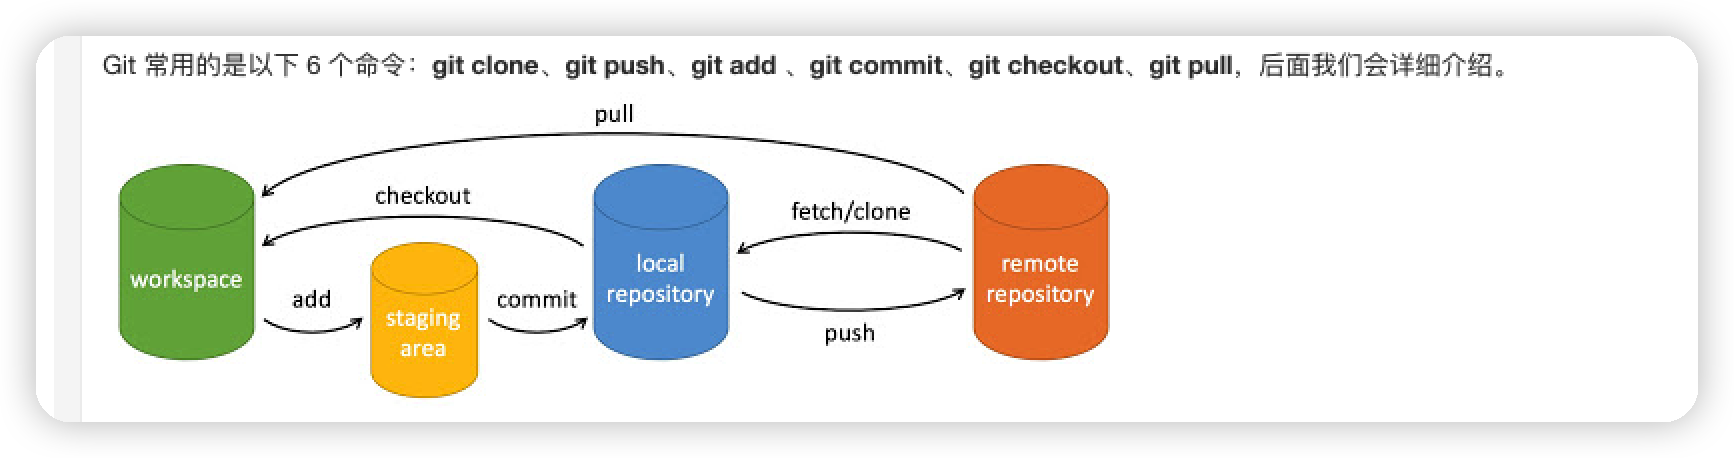 Git 常用的是以下 6 个命令：git clone、git push、git add 、git commit、git checkout、git pull，后面我们会详细介绍。
pull
checkout
fetch/clone
workspace
local
repository
remote
repository
add
commit
staging
area
push